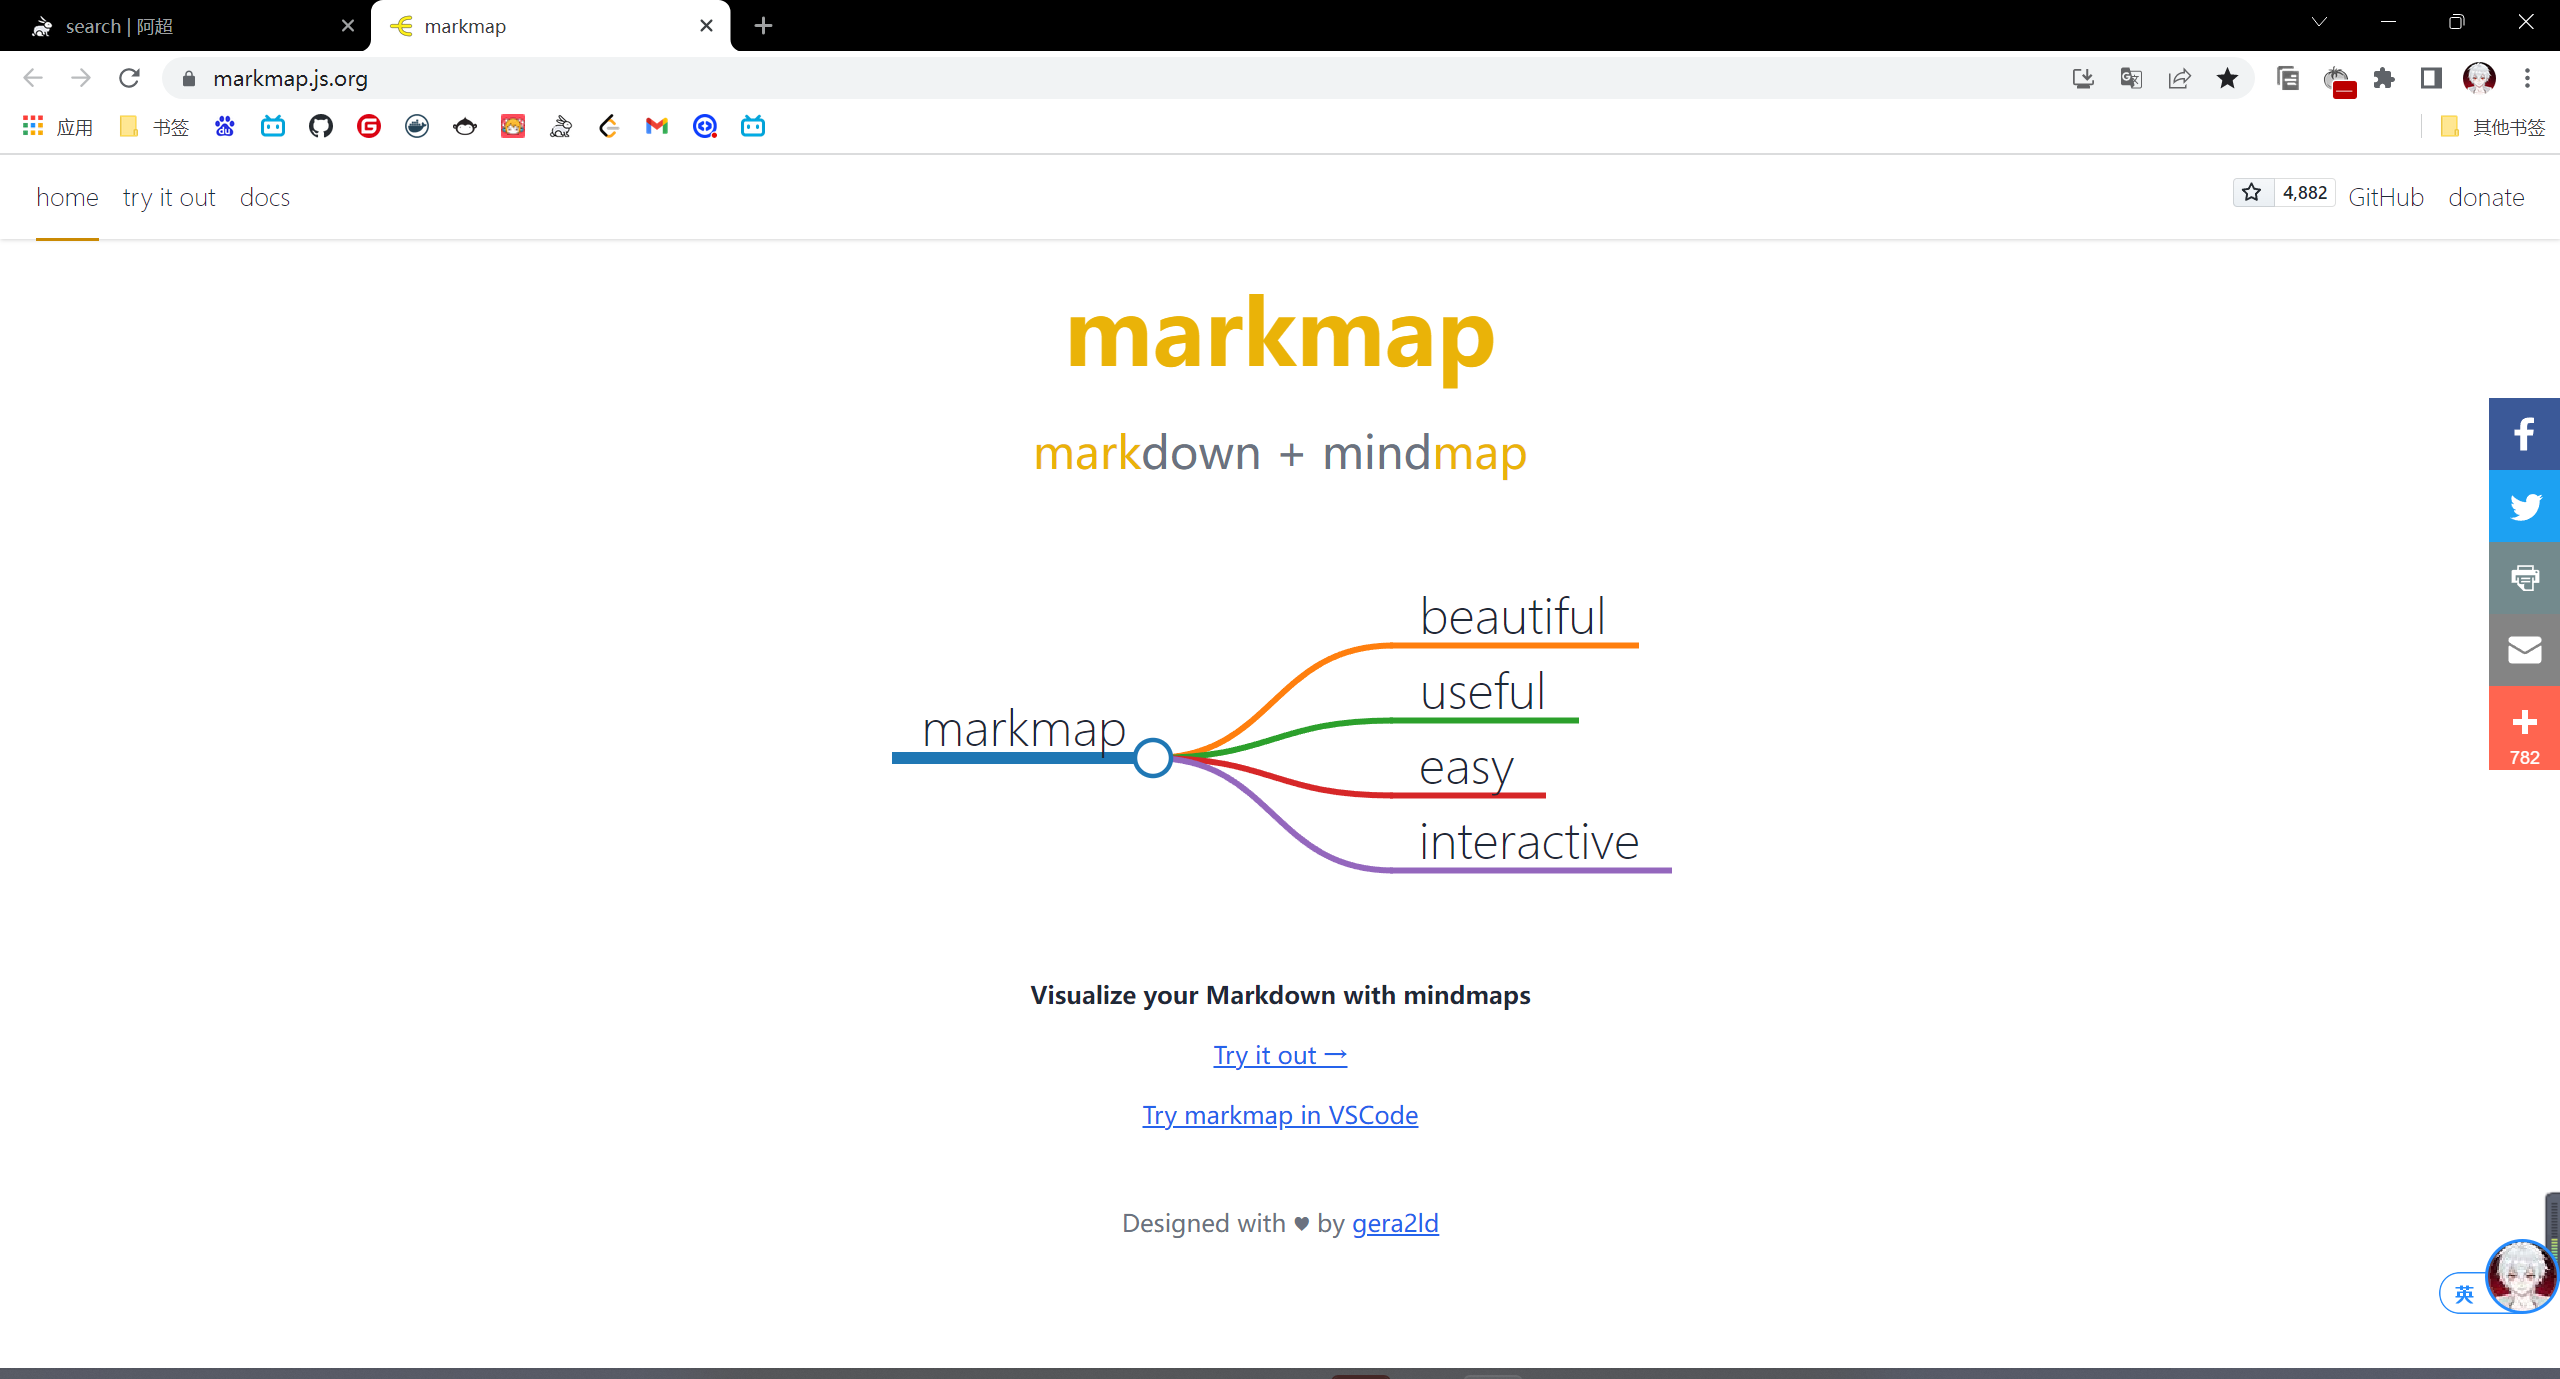 search | 阿超
markmap
markmap.js.org
应用
书签
其他书签
home
try it out
docs
4,882
GitHub
donate
markmap
markdown + mindmap
markmap
beautiful
useful
easy
interactive
782
Visualize your Markdown with mindmaps
Try it out →
Try markmap in VSCode
Designed with ♥ by gera2ld
英